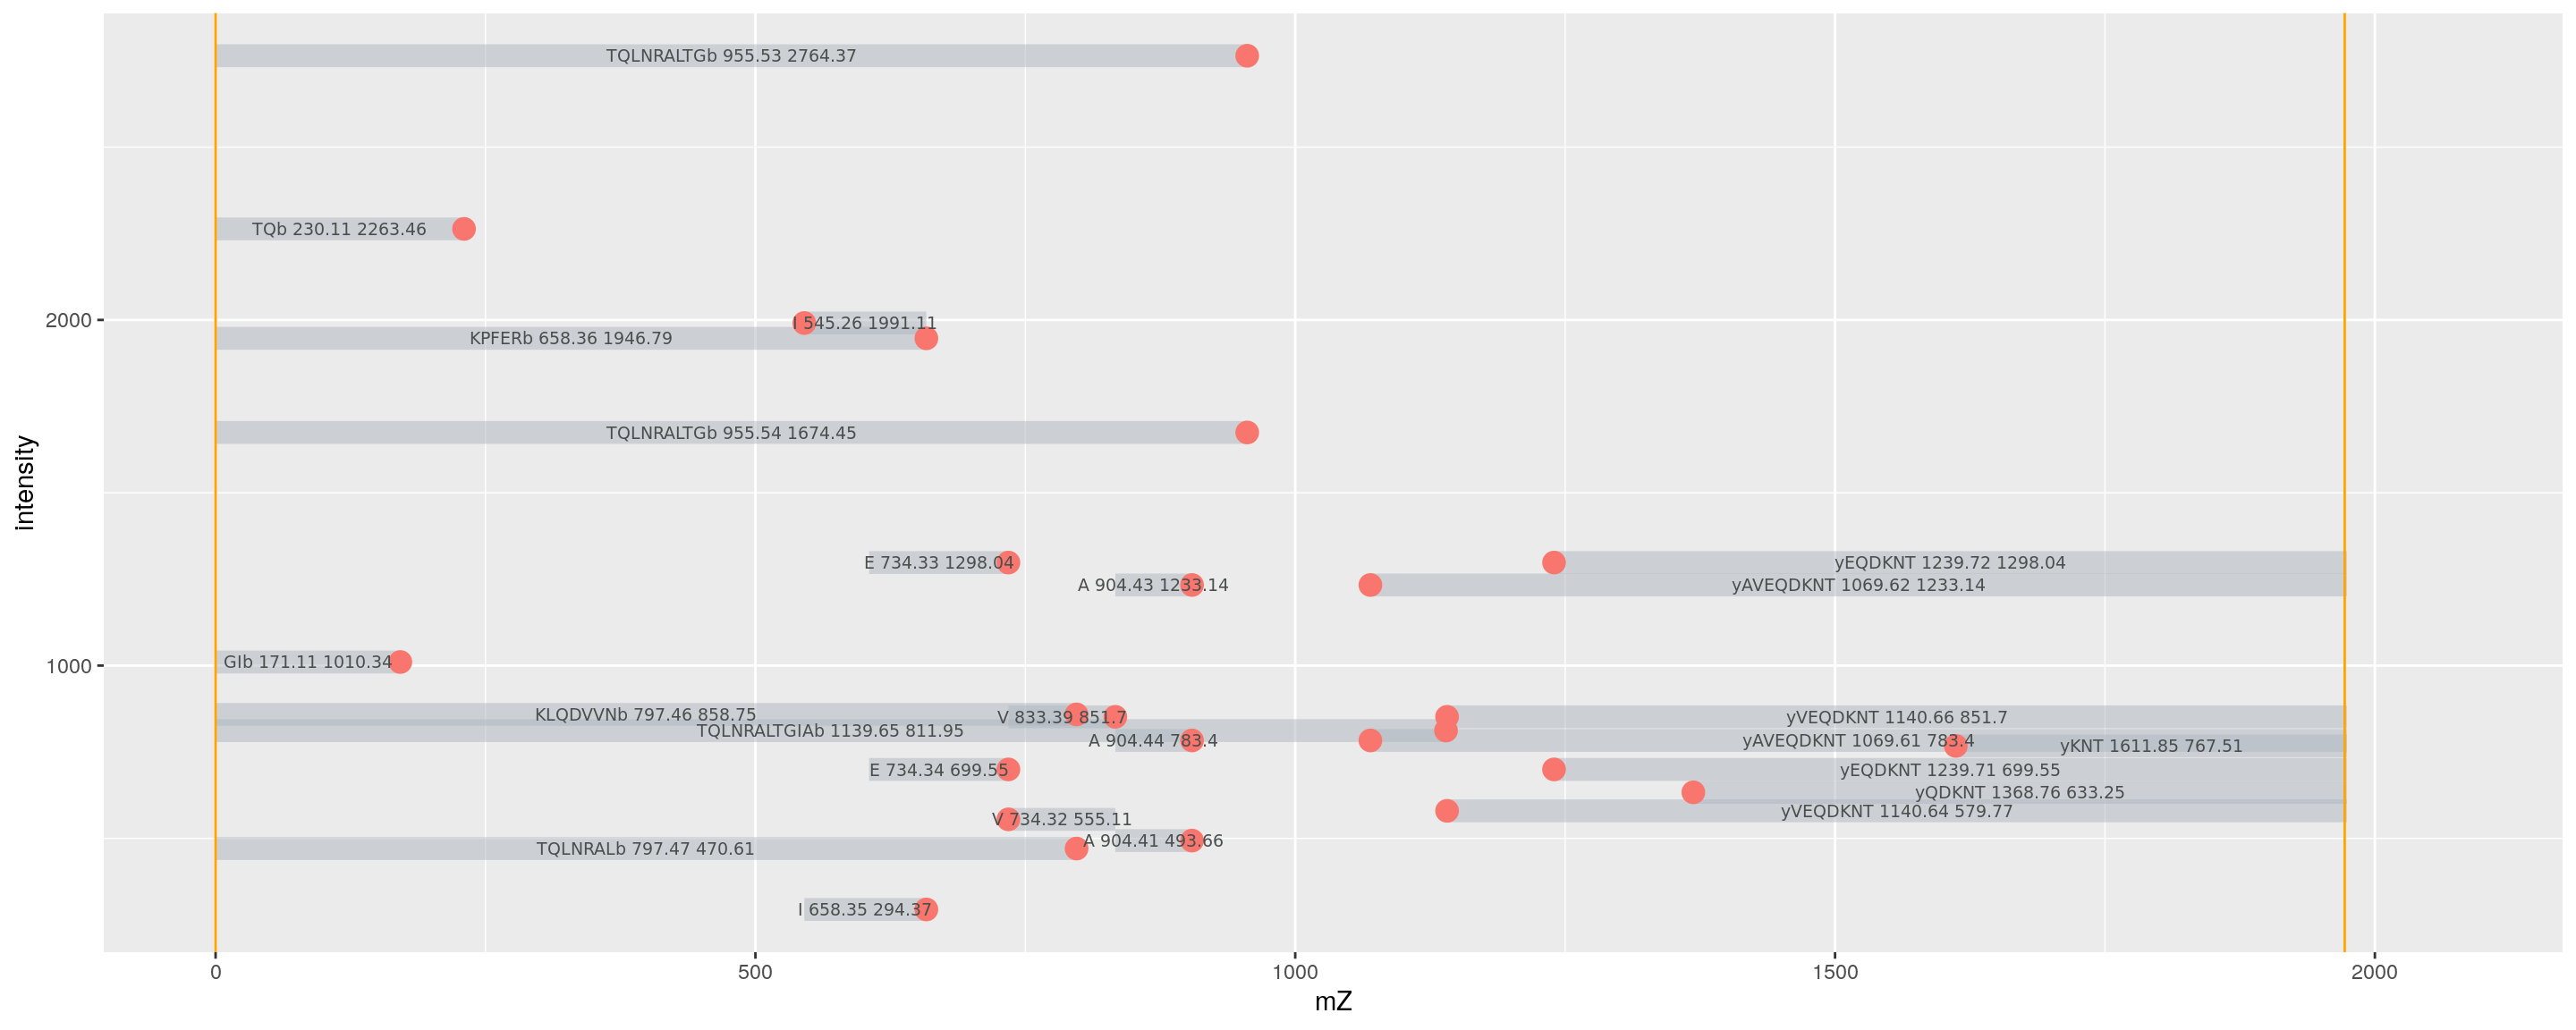 TQLNRALTGb 955.53 2764.37
TQb 230.11 2263.46
2000
I 545.26 1991.11
KPFERb 658.36 1946.79
TQLNRALTGb 955.54 1674.45
intensity
E 734.33 1298.04
yEQDKNT 1239.72 1298.04
A 904.43 1233.14
yAVEQDKNT 1069.62 1233.14
1000
GIb 171.11 1010.34
KLQDVVNb 797.46 858.75
V 833.39 851.7
yVEQDKNT 1140.66 851.7
TQLNRALTGIAb 1139.65 811.95
A 904.44 783.4
yAVEQDKNT 1069.61 783.4
yKNT 1611.85 767.51
E 734.34 699.55
yEQDKNT 1239.71 699.55
yQDKNT 1368.76 633.25
yVEQDKNT 1140.64 579.77
V 734.32 555.11
A 904.41 493.66
TQLNRALb 797.47 470.61
I 658.35 294.37
0
500
1000
1500
2000
mZ